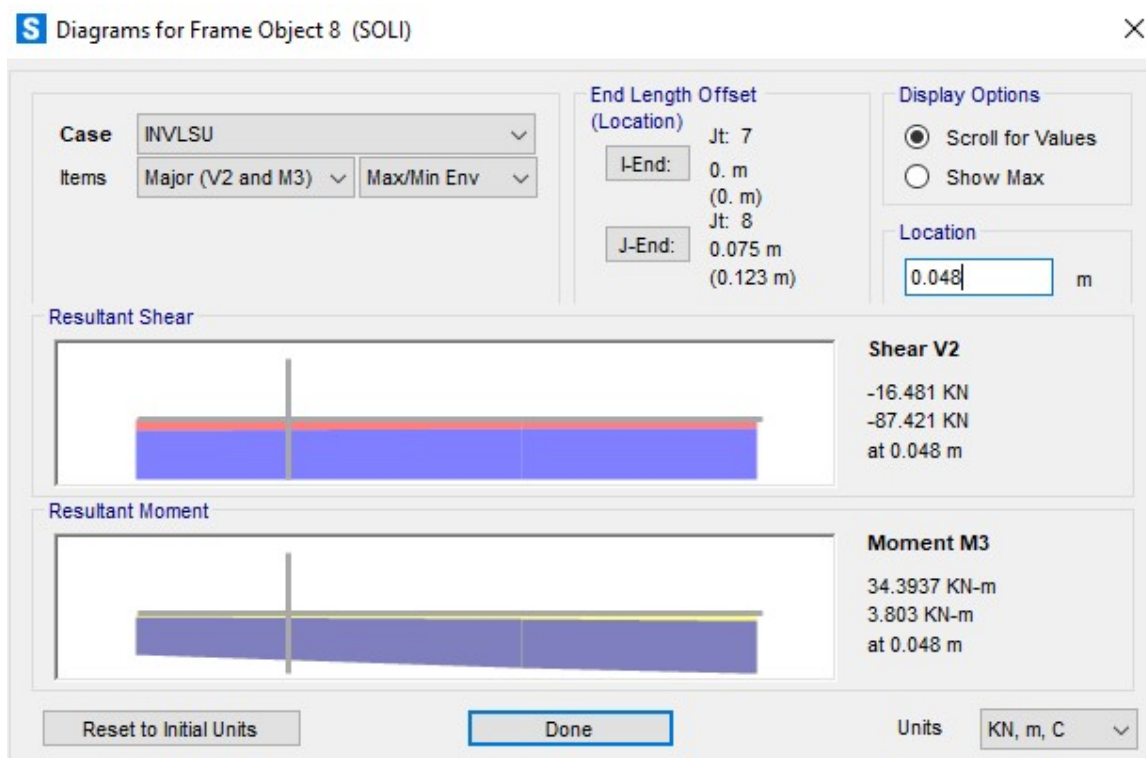 S Diagrams for Frame Object 8 (SOLI)
Case INVLSU
Items Major (V2 and M3) Max/Min Env
End Length Offset
(Location)
Jt: 7
I-End: 0. m
(0. m)
Jt: 8
J-End: 0.075 m
(0.123 m)
Display Options
Scroll for Values
Show Max
Location
0.048 m
Resultant Shear
Shear V2
-16.481 KN
-87.421 KN
at 0.048 m
Resultant Moment
Moment M3
34.3937 KN-m
3.803 KN-m
at 0.048 m
Reset to Initial Units
Done
Units KN, m, C